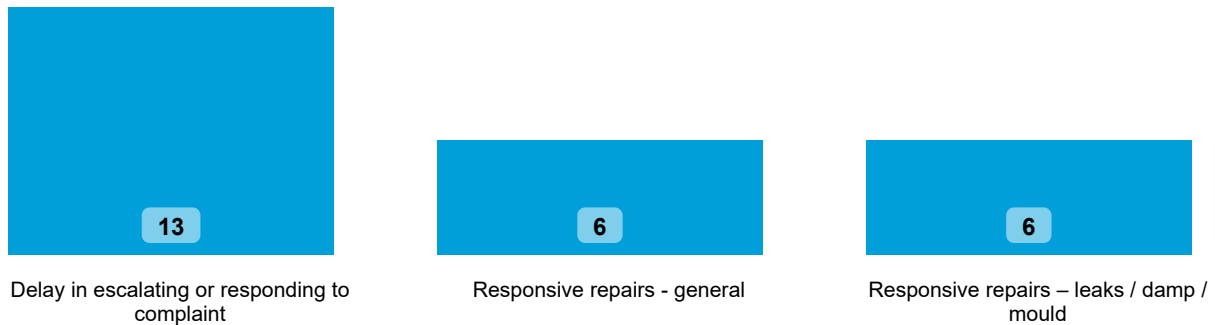 13
6
6
Delay in escalating or responding to
complaint
Responsive repairs - general
Responsive repairs – leaks / damp /
mould